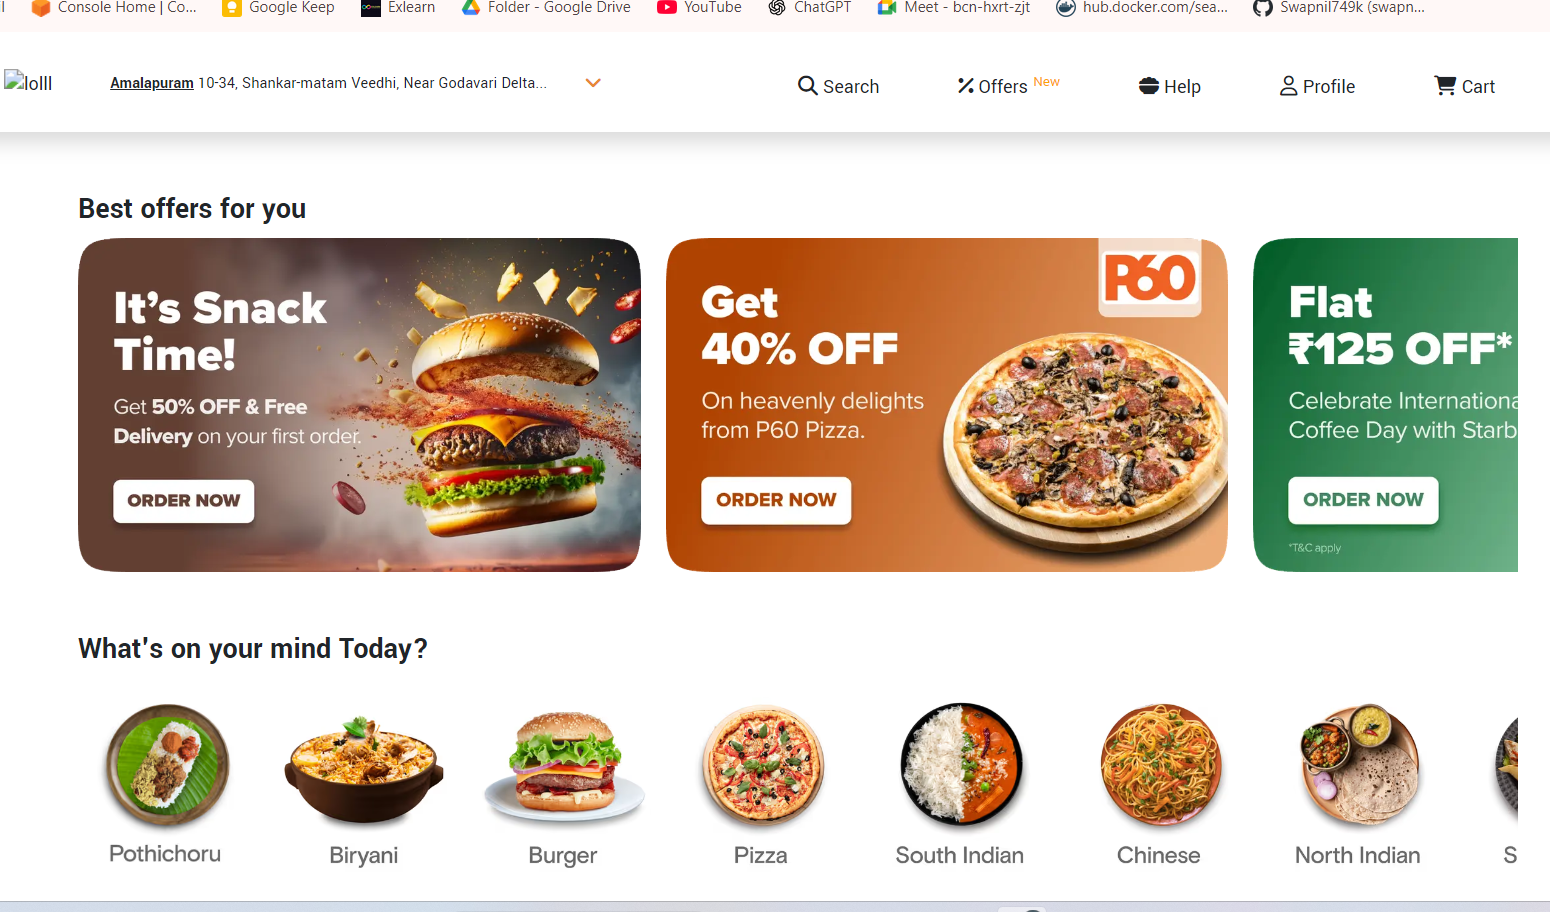 Console Home | Co...
Google Keep
Exlearn
Folder - Google Drive
YouTube
ChatGPT
Meet - bcn-hxrt-zjt
hub.docker.com/sea...
Swapnil749k (swapn...
lolll
Amalapuram 10-34, Shankar-matam Veedhi, Near Godavari Delta...
Search
Offers New
Help
Profile
Cart
Best offers for you
It's Snack
Time!
Get 50% OFF & Free
Delivery on your first order.
ORDER NOW
P60
Get
40% OFF
On heavenly delights
from P60 Pizza.
ORDER NOW
Flat
₹125 OFF*
Celebrate Internationa
Coffee Day with Starb
ORDER NOW
*T&C apply
What's on your mind Today?
Pothichoru
Biryani
Burger
Pizza
South Indian
Chinese
North Indian
S